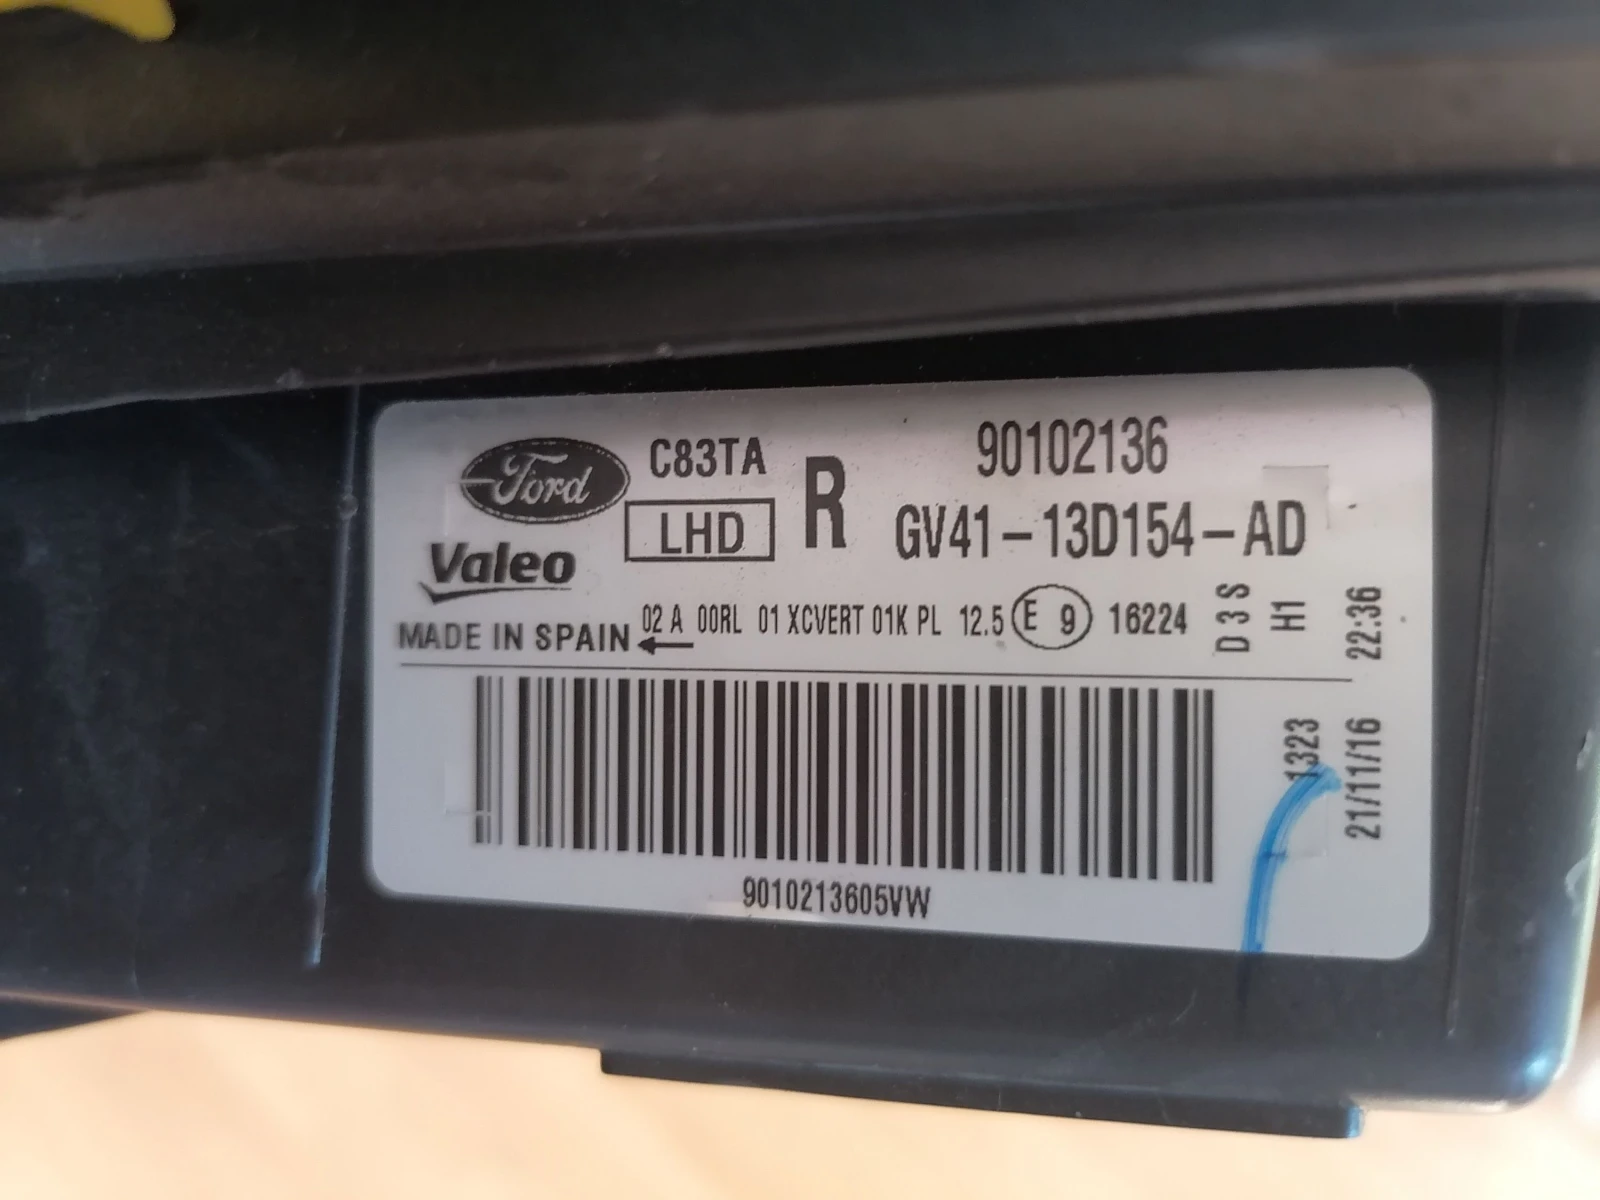 Ford
C83TA
LHD
R
90102136
GV41-13D154-AD
Valeo
MADE IN SPAIN
02 A 00RL 01 XCVERT 01K PL 12.5 E 9 16224
D3S
H1
22:36
1323
21/11/16
9010213605VW